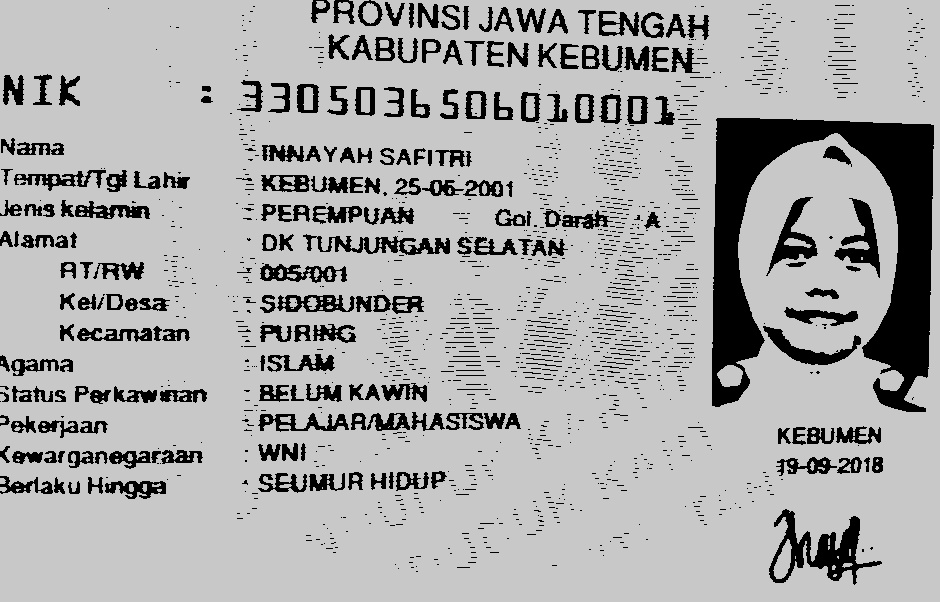 PROVINSI JAWA TENGAH
KABUPATEN KEBUMEN
NIK : 3305036506010001
Nama : INNAYAH SAFITRI
Tempat/Tgl Lahir : KEBUMEN, 25-06-2001
Jenis kelamin : PEREMPUAN Gol. Darah : A
Alamat : DK TUNJUNGAN SELATAN
RT/RW : 005/001
Kel/Desa : SIDOBUNDER
Kecamatan : PURING
Agama : ISLAM
Status Perkawinan : BELUM KAWIN
Pekerjaan : PELAJAR/MAHASISWA
Kewarganegaraan : WNI
Berlaku Hingga : SEUMUR HIDUP
KEBUMEN
19-09-2018